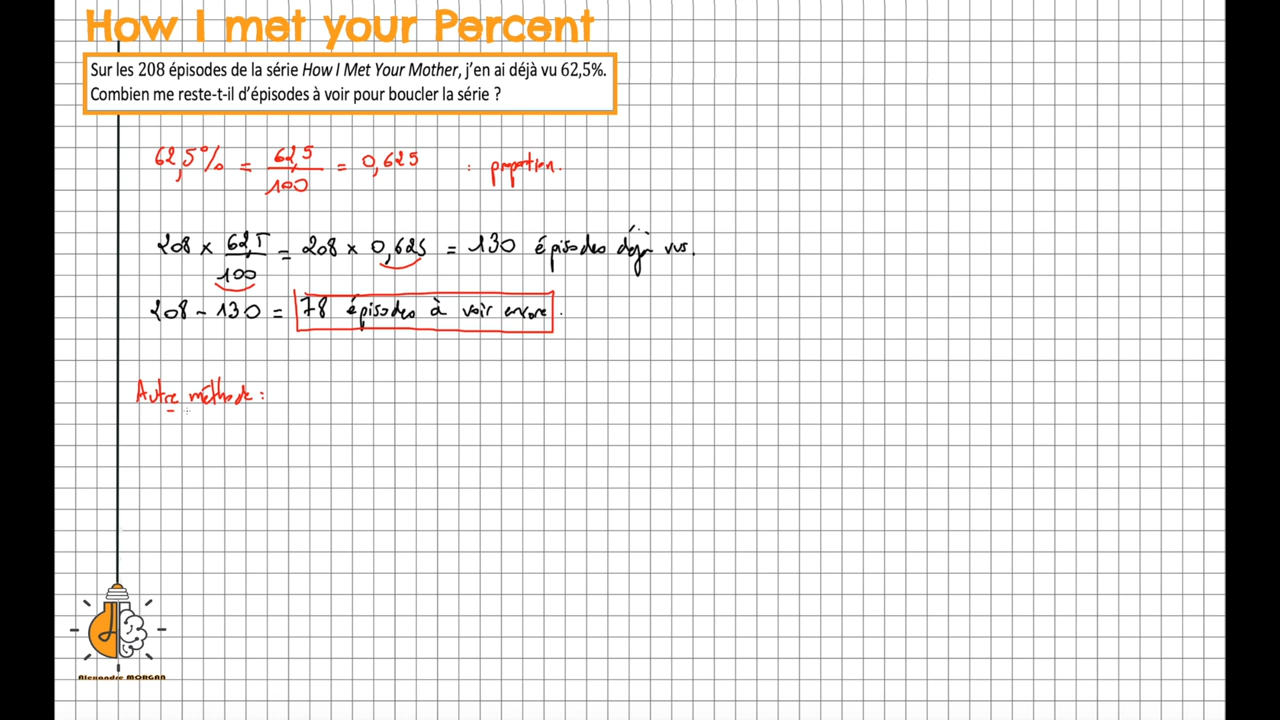 How I met your Percent
Sur les 208 épisodes de la série How I Met Your Mother, j'en ai déjà vu 62,5%.
Combien me reste-t-il d'épisodes à voir pour boucler la série ?
62,5% = 62,5/100 = 0,625 : proportion.
208 × 62,5/100 = 208 × 0,625 = 130 épisodes déjà vus.
208 - 130 = 78 épisodes à voir encore.
Autre méthode :
Alexandre MORGAN